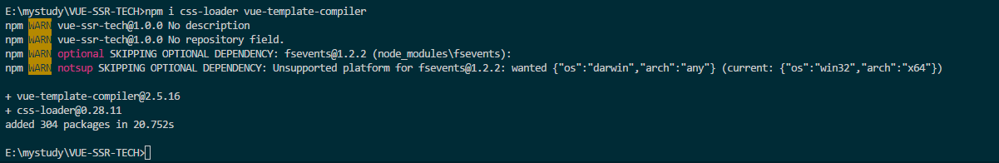 E:\mystudy\VUE-SSR-TECH>npm i css-loader vue-template-compiler
npm WARN vue-ssr-tech@1.0.0 No description
npm WARN vue-ssr-tech@1.0.0 No repository field.
npm WARN optional SKIPPING OPTIONAL DEPENDENCY: fsevents@1.2.2 (node_modules\fsevents):
npm WARN notsup SKIPPING OPTIONAL DEPENDENCY: Unsupported platform for fsevents@1.2.2: wanted {"os":"darwin","arch":"any"} (current: {"os":"win32","arch":"x64"})
+ vue-template-compiler@2.5.16
+ css-loader@0.28.11
added 304 packages in 20.752s
E:\mystudy\VUE-SSR-TECH>